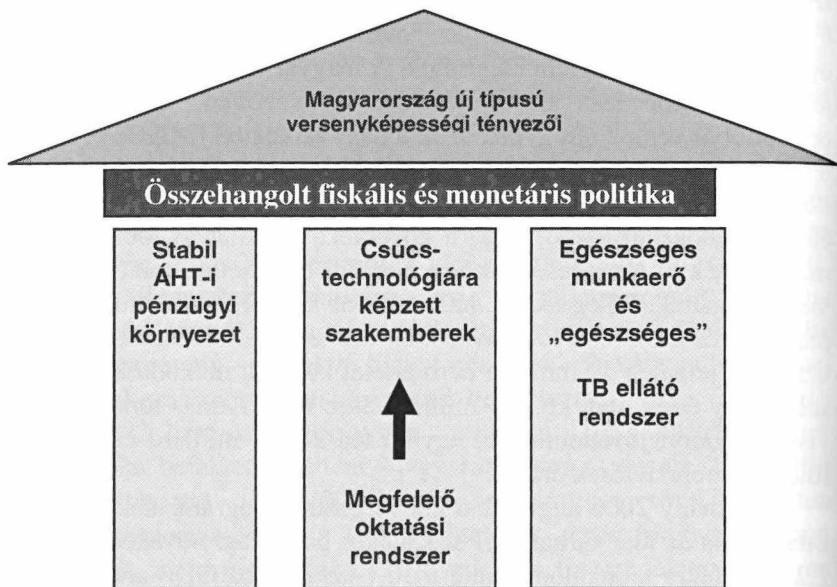 Magyarország új típusú
versenyképességi tényezői
Összehangolt fiskális és monetáris politika
Stabil
ÁHT-i
pénzügyi
környezet
Csúcs-
technológiára
képzett
szakemberek
Megfelelő
oktatási
rendszer
Egészséges
munkaerő
és
„egészséges”
TB ellátó
rendszer